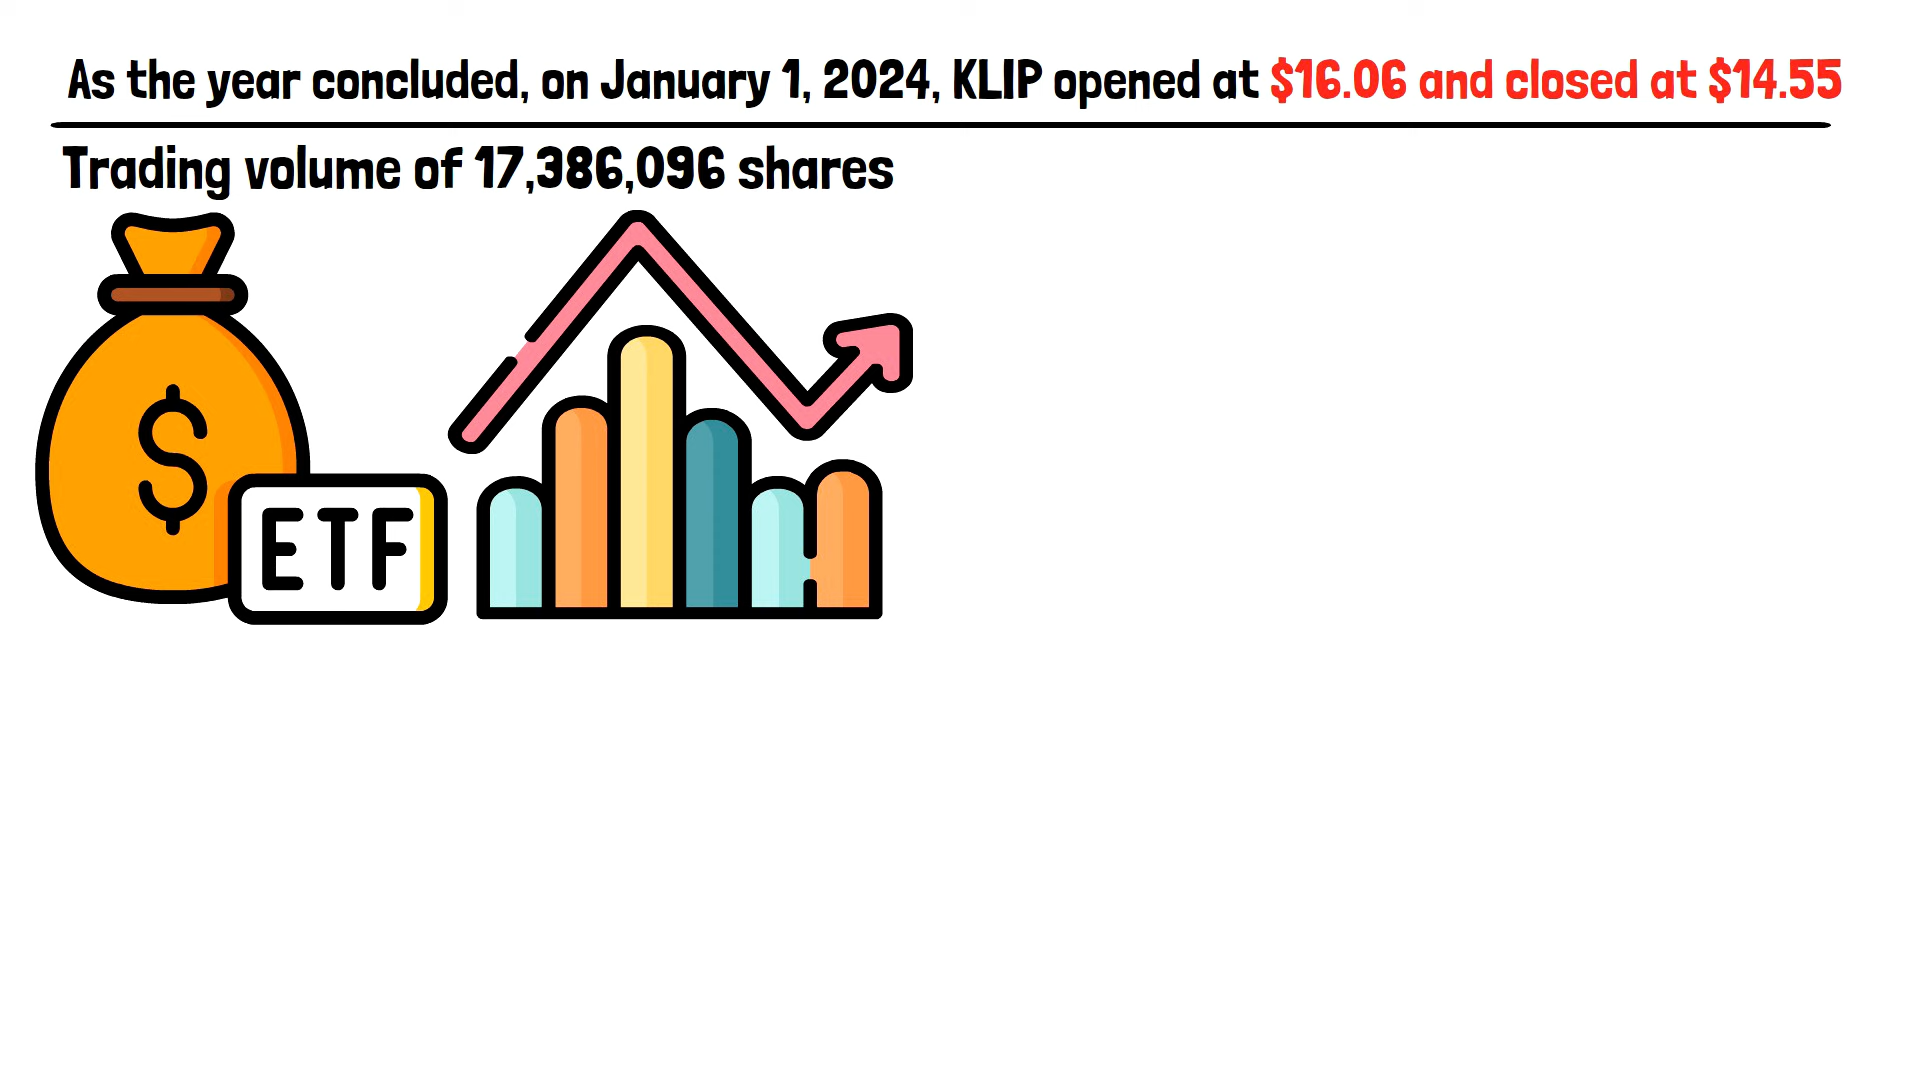 As the year concluded, on January 1, 2024, KLIP opened at $16.06 and closed at $14.55
Trading volume of 17,386,096 shares
$
ETF